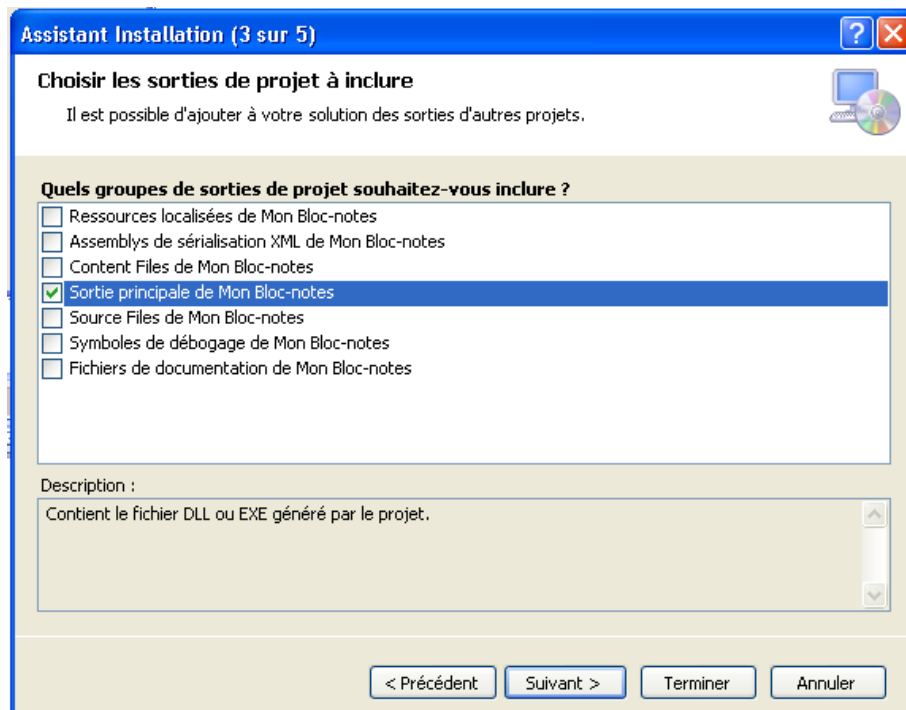 Assistant Installation (3 sur 5)
Choisir les sorties de projet à inclure
Il est possible d'ajouter à votre solution des sorties d'autres projets.
Quels groupes de sorties de projet souhaitez-vous inclure ?
Ressources localisées de Mon Bloc-notes
Assemblys de sérialisation XML de Mon Bloc-notes
Content Files de Mon Bloc-notes
Sortie principale de Mon Bloc-notes
Source Files de Mon Bloc-notes
Symboles de débogage de Mon Bloc-notes
Fichiers de documentation de Mon Bloc-notes
Description :
Contient le fichier DLL ou EXE généré par le projet.
< Précédent Suivant > Terminer Annuler